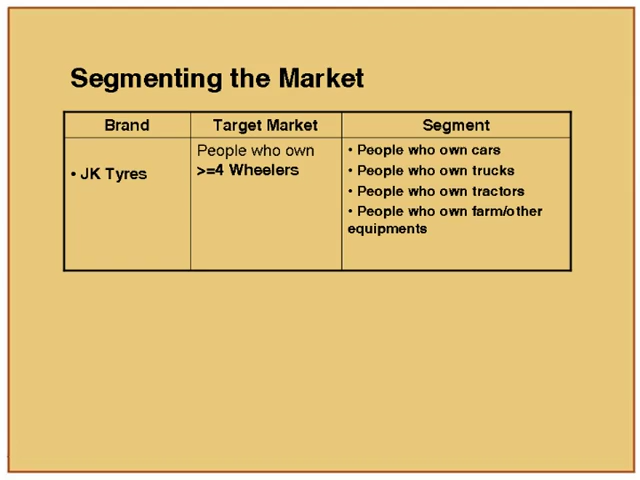 Segmenting the Market
Brand Target Market Segment
• JK Tyres
People who own
>=4 Wheelers
• People who own cars
• People who own trucks
• People who own tractors
• People who own farm/other
equipments